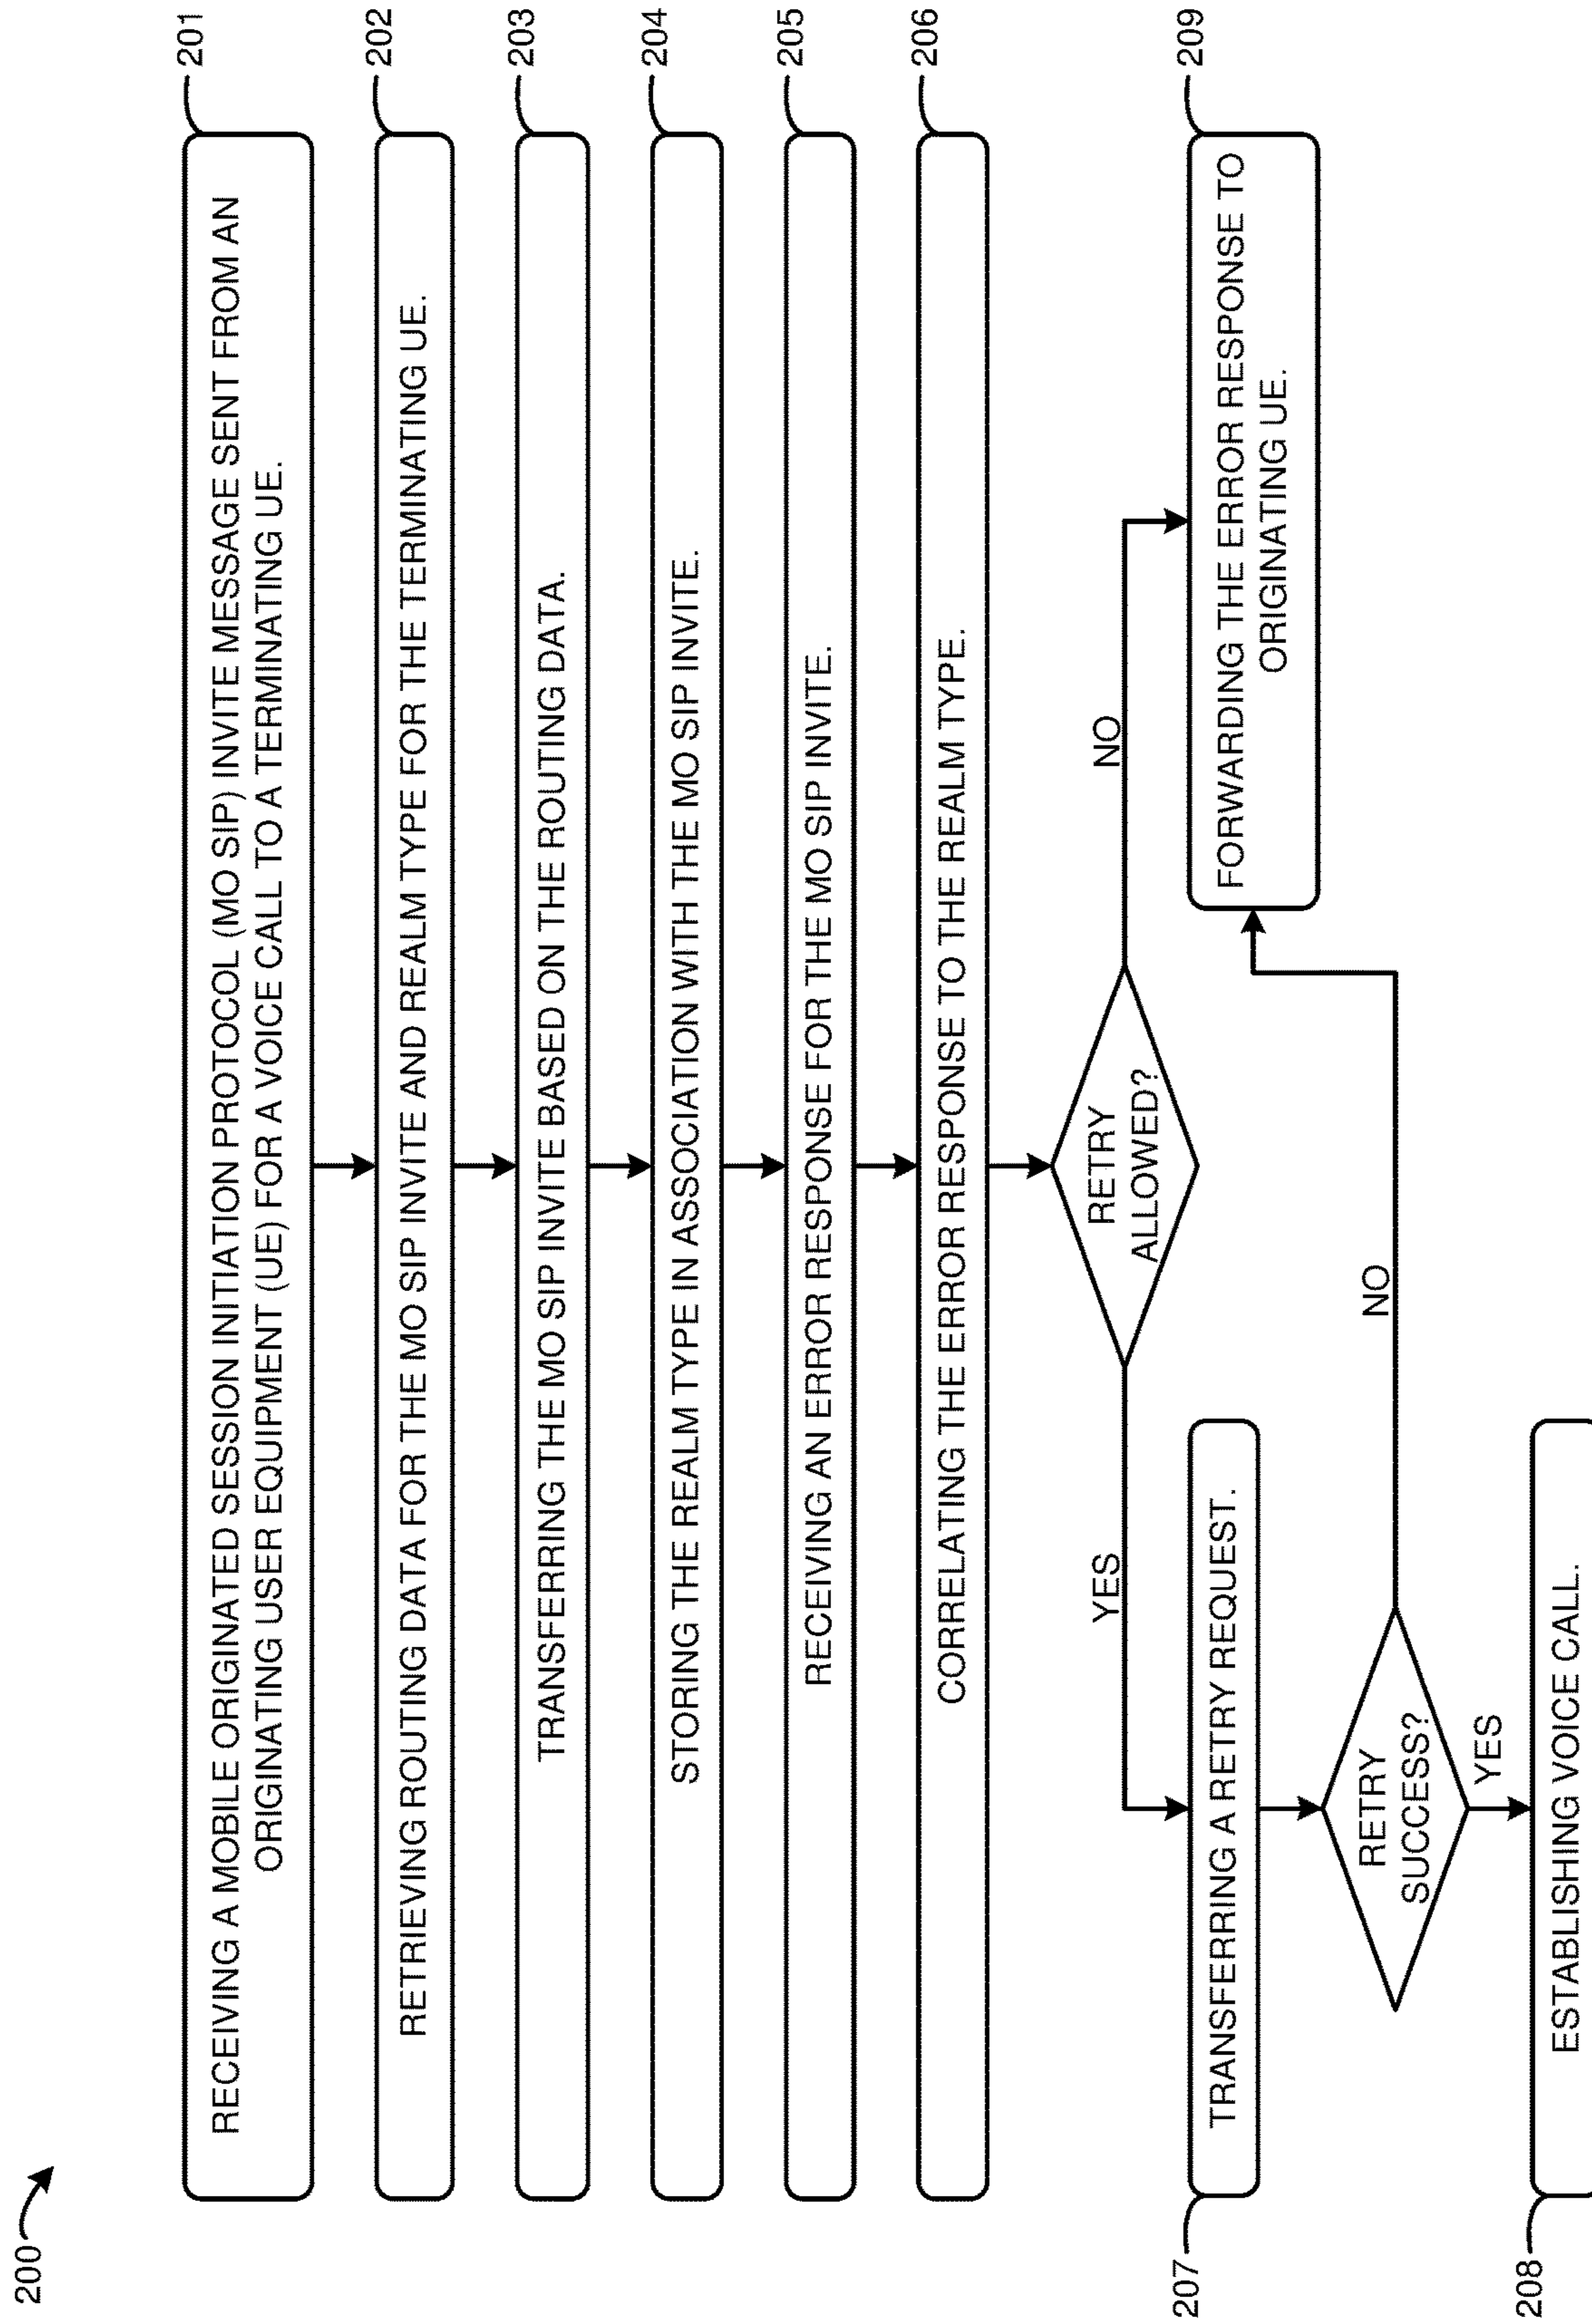 200
RECEIVING A MOBILE ORIGINATED SESSION INITIATION PROTOCOL (MO SIP) INVITE MESSAGE SENT FROM AN
ORIGINATING USER EQUIPMENT (UE) FOR A VOICE CALL TO A TERMINATING UE.
201
RETRIEVING ROUTING DATA FOR THE MO SIP INVITE AND REALM TYPE FOR THE TERMINATING UE.
202
TRANSFERRING THE MO SIP INVITE BASED ON THE ROUTING DATA.
203
STORING THE REALM TYPE IN ASSOCIATION WITH THE MO SIP INVITE.
204
RECEIVING AN ERROR RESPONSE FOR THE MO SIP INVITE.
205
CORRELATING THE ERROR RESPONSE TO THE REALM TYPE.
206
RETRY
ALLOWED?
YES
NO
207
TRANSFERRING A RETRY REQUEST.
FORWARDING THE ERROR RESPONSE TO
ORIGINATING UE.
209
RETRY
SUCCESS?
NO
YES
208
ESTABLISHING VOICE CALL.